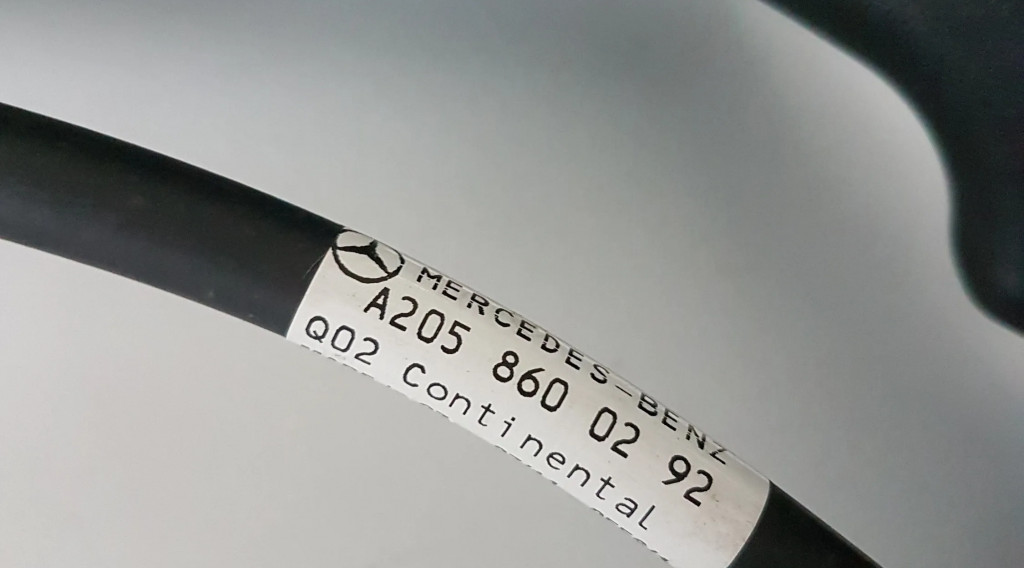 MERCEDES-BENZ
A205 860 02 92
Q02 Continental